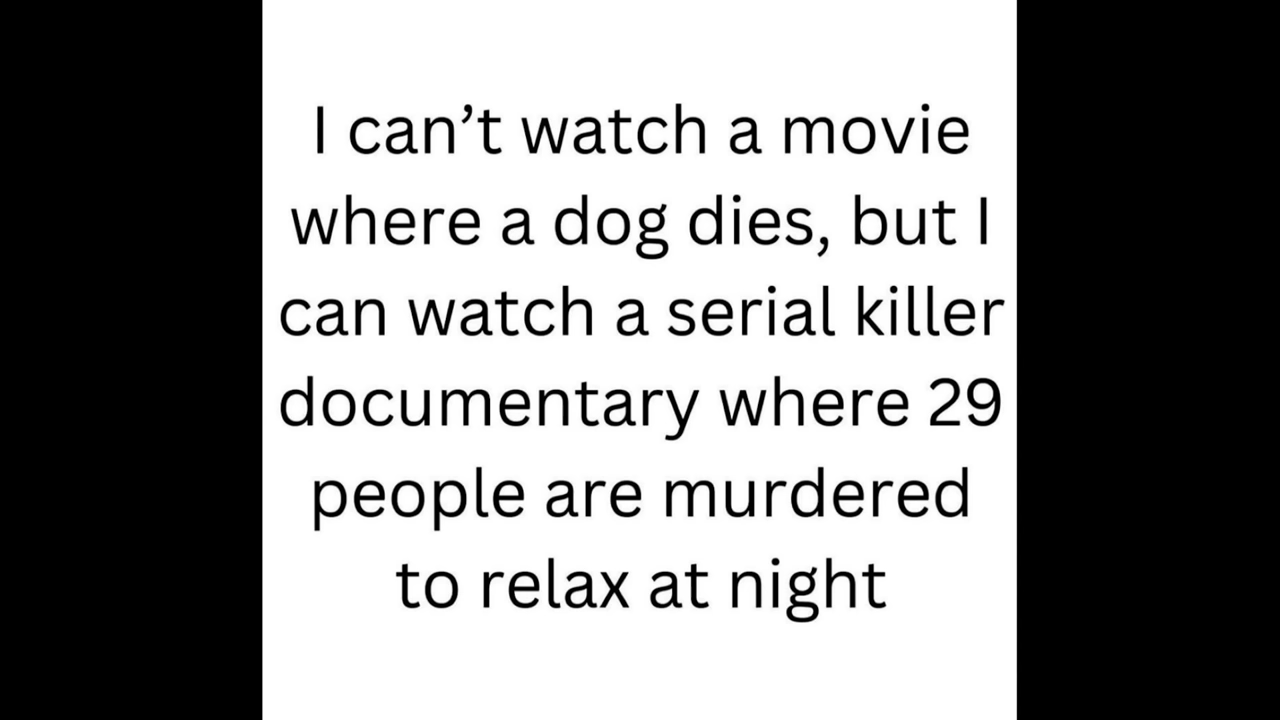 I can’t watch a movie
where a dog dies, but I
can watch a serial killer
documentary where 29
people are murdered
to relax at night